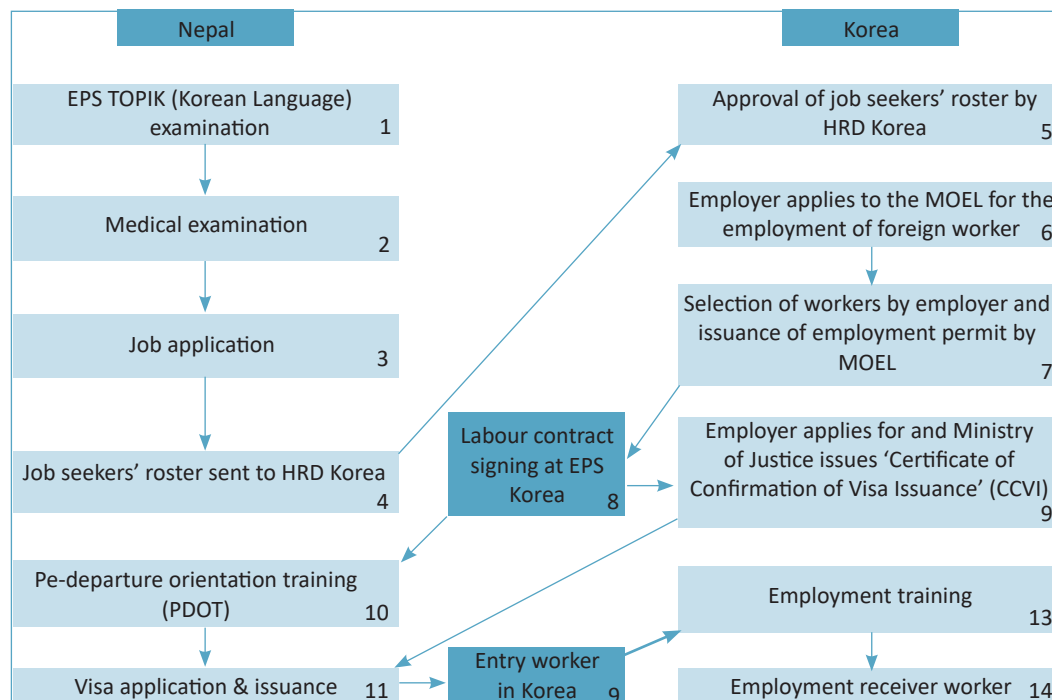 Nepal
Korea
EPS TOPIK (Korean Language)
examination
1
Medical examination
2
Job application
3
Job seekers’ roster sent to HRD Korea
4
Approval of job seekers’ roster by
HRD Korea
5
Employer applies to the MOEL for the
employment of foreign worker
6
Selection of workers by employer and
issuance of employment permit by
MOEL
7
Labour contract
signing at EPS
Korea
8
Employer applies for and Ministry
of Justice issues ‘Certificate of
Confirmation of Visa Issuance’ (CCVI)
9
Pe-departure orientation training
(PDOT)
10
Visa application & issuance
11
Entry worker
in Korea
9
Employment training
13
Employment receiver worker
14